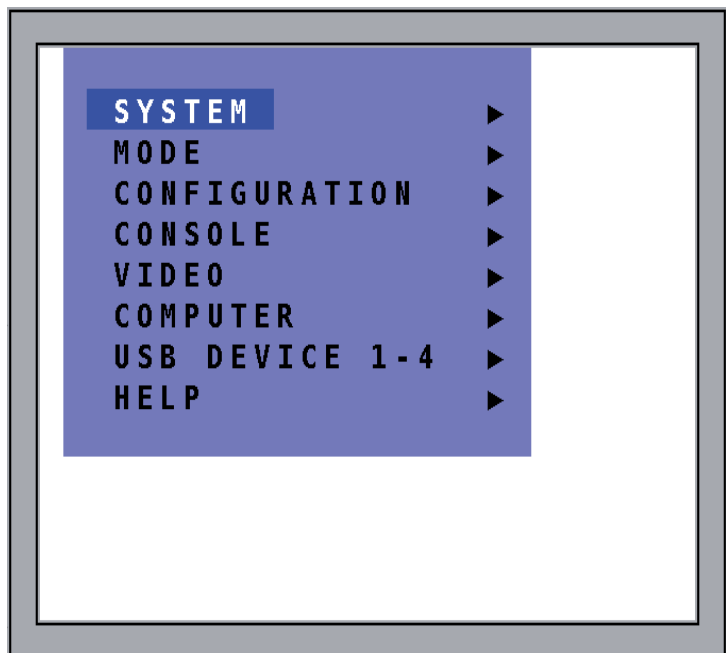 SYSTEM ▶
MODE ▶
CONFIGURATION ▶
CONSOLE ▶
VIDEO ▶
COMPUTER ▶
USB DEVICE 1-4 ▶
HELP ▶